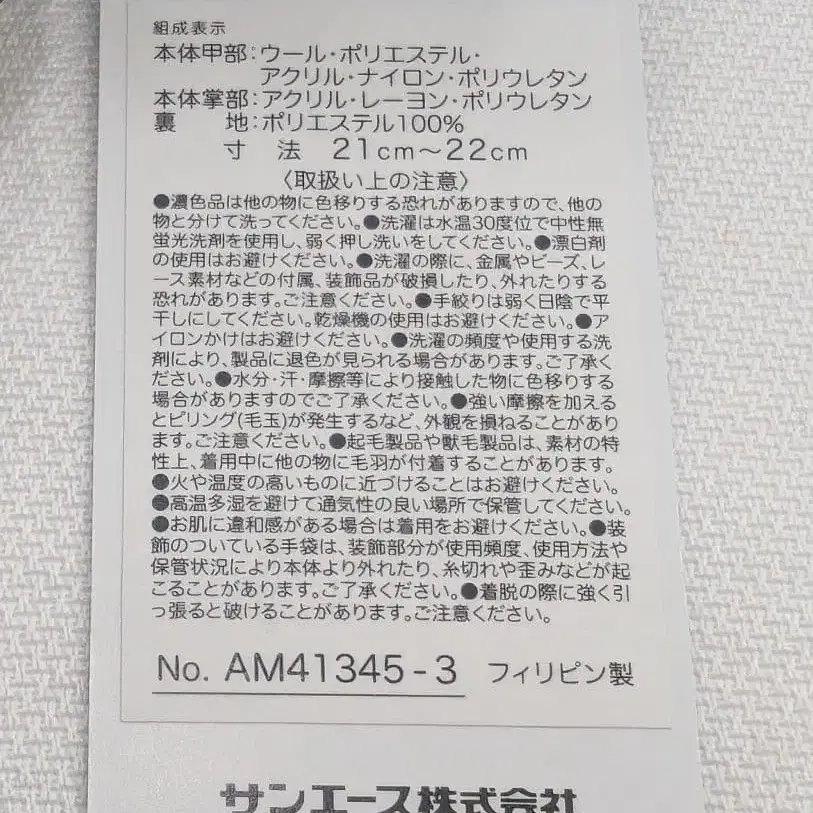 組成表示
本体甲部:ウール・ポリエステル・
アクリル・ナイロン・ポリウレタン
本体掌部:アクリル・レーヨン・ポリウレタン
裏 地:ポリエステル100%
寸 法 21cm～22cm
〈取扱い上の注意〉
●濃色品は他の物に色移りする恐れがありますので、他の
物と分けて洗ってください。●洗濯は水温30度位で中性無
蛍光洗剤を使用し、弱く押し洗いをしてください。●漂白剤
の使用はお避けください。●洗濯の際に、金属やビーズ、レ
ース素材などの付属、装飾品が破損したり、外れたりする
恐れがあります。ご注意ください。●手絞りは弱く日陰で平
干しにしてください。乾燥機の使用はお避けください。●ア
イロンかけはお避けください。●洗濯の頻度や使用する洗
剤により、製品に退色が見られる場合があります。ご了承く
ださい。●水分・汗・摩擦等により接触した物に色移りする
場合がありますのでご了承ください。●強い摩擦を加える
とピリング(毛玉)が発生するなど、外観を損ねることがあり
ます。ご注意ください。●起毛製品や獣毛製品は、素材の特
性上、着用中に他の物に毛羽が付着することがあります。
●火や温度の高いものに近づけることはお避けください。
●高温多湿を避けて通気性の良い場所で保管してください。
●お肌に違和感がある場合は着用をお避けください。●装
飾のついている手袋は、装飾部分が使用頻度、使用方法や
保管状況により本体より外れたり、糸切れや歪みなどが起
こることがあります。ご了承ください。●着脱の際に強く引
っ張ると破けることがあります。ご注意ください。
No. AM41345-3 フィリピン製
サンエース株式会社